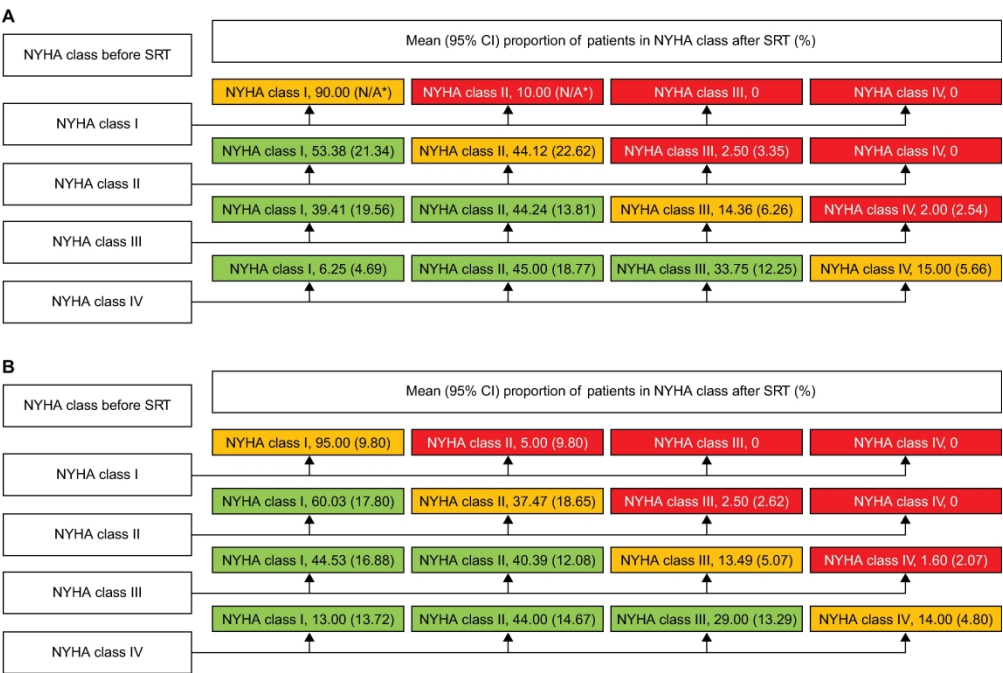 A
NYHA class before SRT
Mean (95% CI) proportion of patients in NYHA class after SRT (%)
NYHA class I, 90.00 (N/A*)
NYHA class II, 10.00 (N/A*)
NYHA class III, 0
NYHA class IV, 0
NYHA class I
NYHA class I, 53.38 (21.34)
NYHA class II, 44.12 (22.62)
NYHA class III, 2.50 (3.35)
NYHA class IV, 0
NYHA class II
NYHA class I, 39.41 (19.56)
NYHA class II, 44.24 (13.81)
NYHA class III, 14.36 (6.26)
NYHA class IV, 2.00 (2.54)
NYHA class III
NYHA class I, 6.25 (4.69)
NYHA class II, 45.00 (18.77)
NYHA class III, 33.75 (12.25)
NYHA class IV, 15.00 (5.66)
NYHA class IV
B
NYHA class before SRT
Mean (95% CI) proportion of patients in NYHA class after SRT (%)
NYHA class I, 95.00 (9.80)
NYHA class II, 5.00 (9.80)
NYHA class III, 0
NYHA class IV, 0
NYHA class I
NYHA class I, 60.03 (17.80)
NYHA class II, 37.47 (18.65)
NYHA class III, 2.50 (2.62)
NYHA class IV, 0
NYHA class II
NYHA class I, 44.53 (16.88)
NYHA class II, 40.39 (12.08)
NYHA class III, 13.49 (5.07)
NYHA class IV, 1.60 (2.07)
NYHA class III
NYHA class I, 13.00 (13.72)
NYHA class II, 44.00 (14.67)
NYHA class III, 29.00 (13.29)
NYHA class IV, 14.00 (4.80)
NYHA class IV